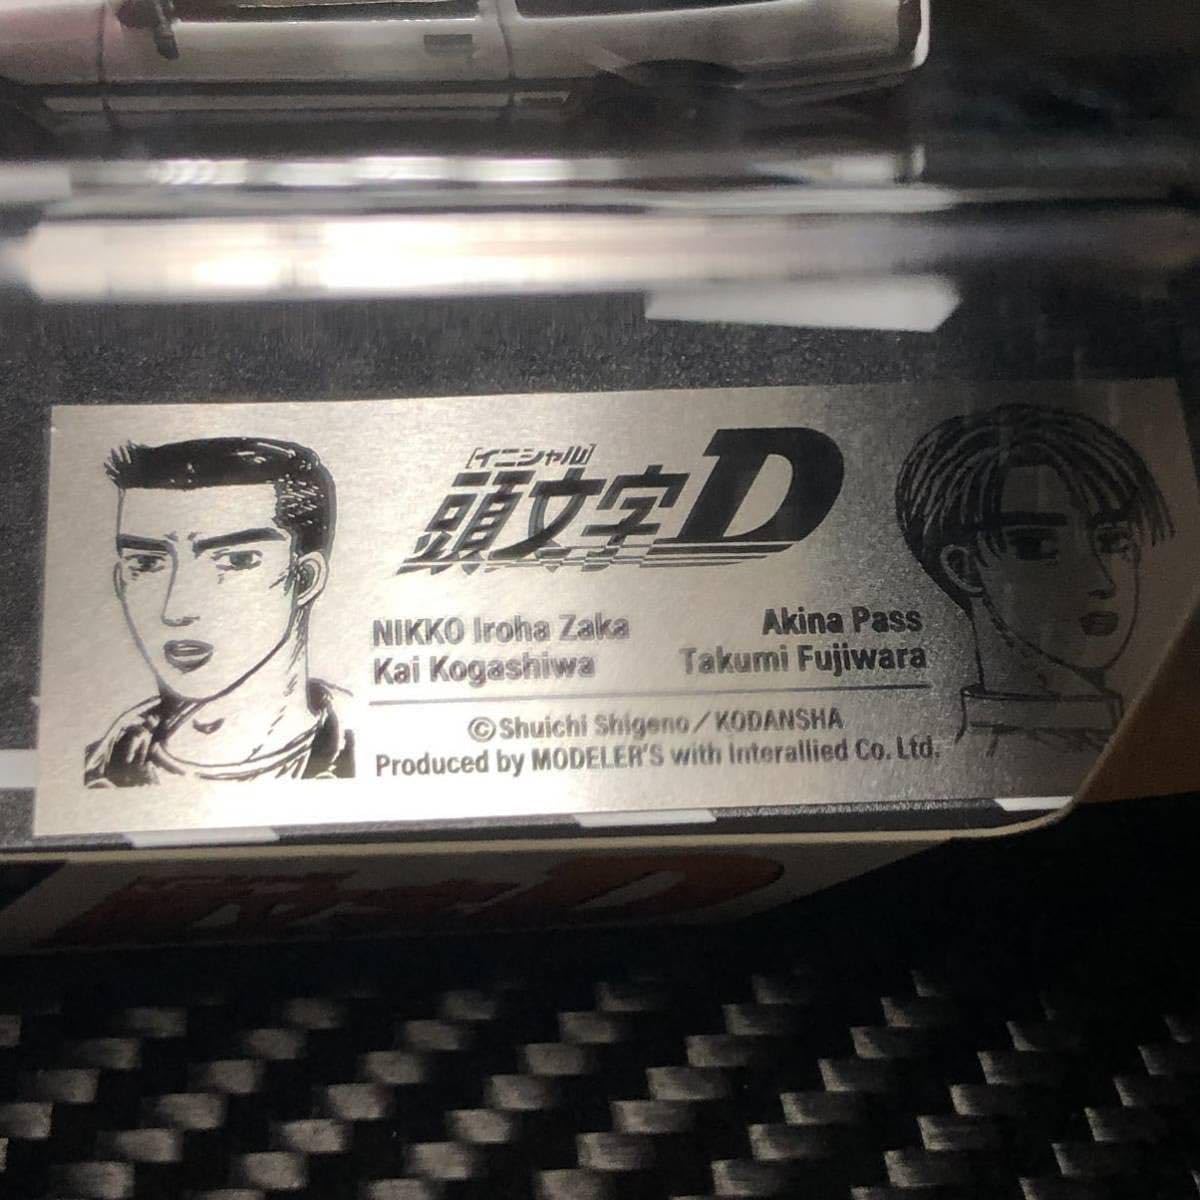 [イニシャル]
頭文字D
NIKKO Iroha Zaka
Kai Kogashiwa
Akina Pass
Takumi Fujiwara
©Shuichi Shigeno/KODANSHA
Produced by MODELER'S with Interallied Co. Ltd.
D